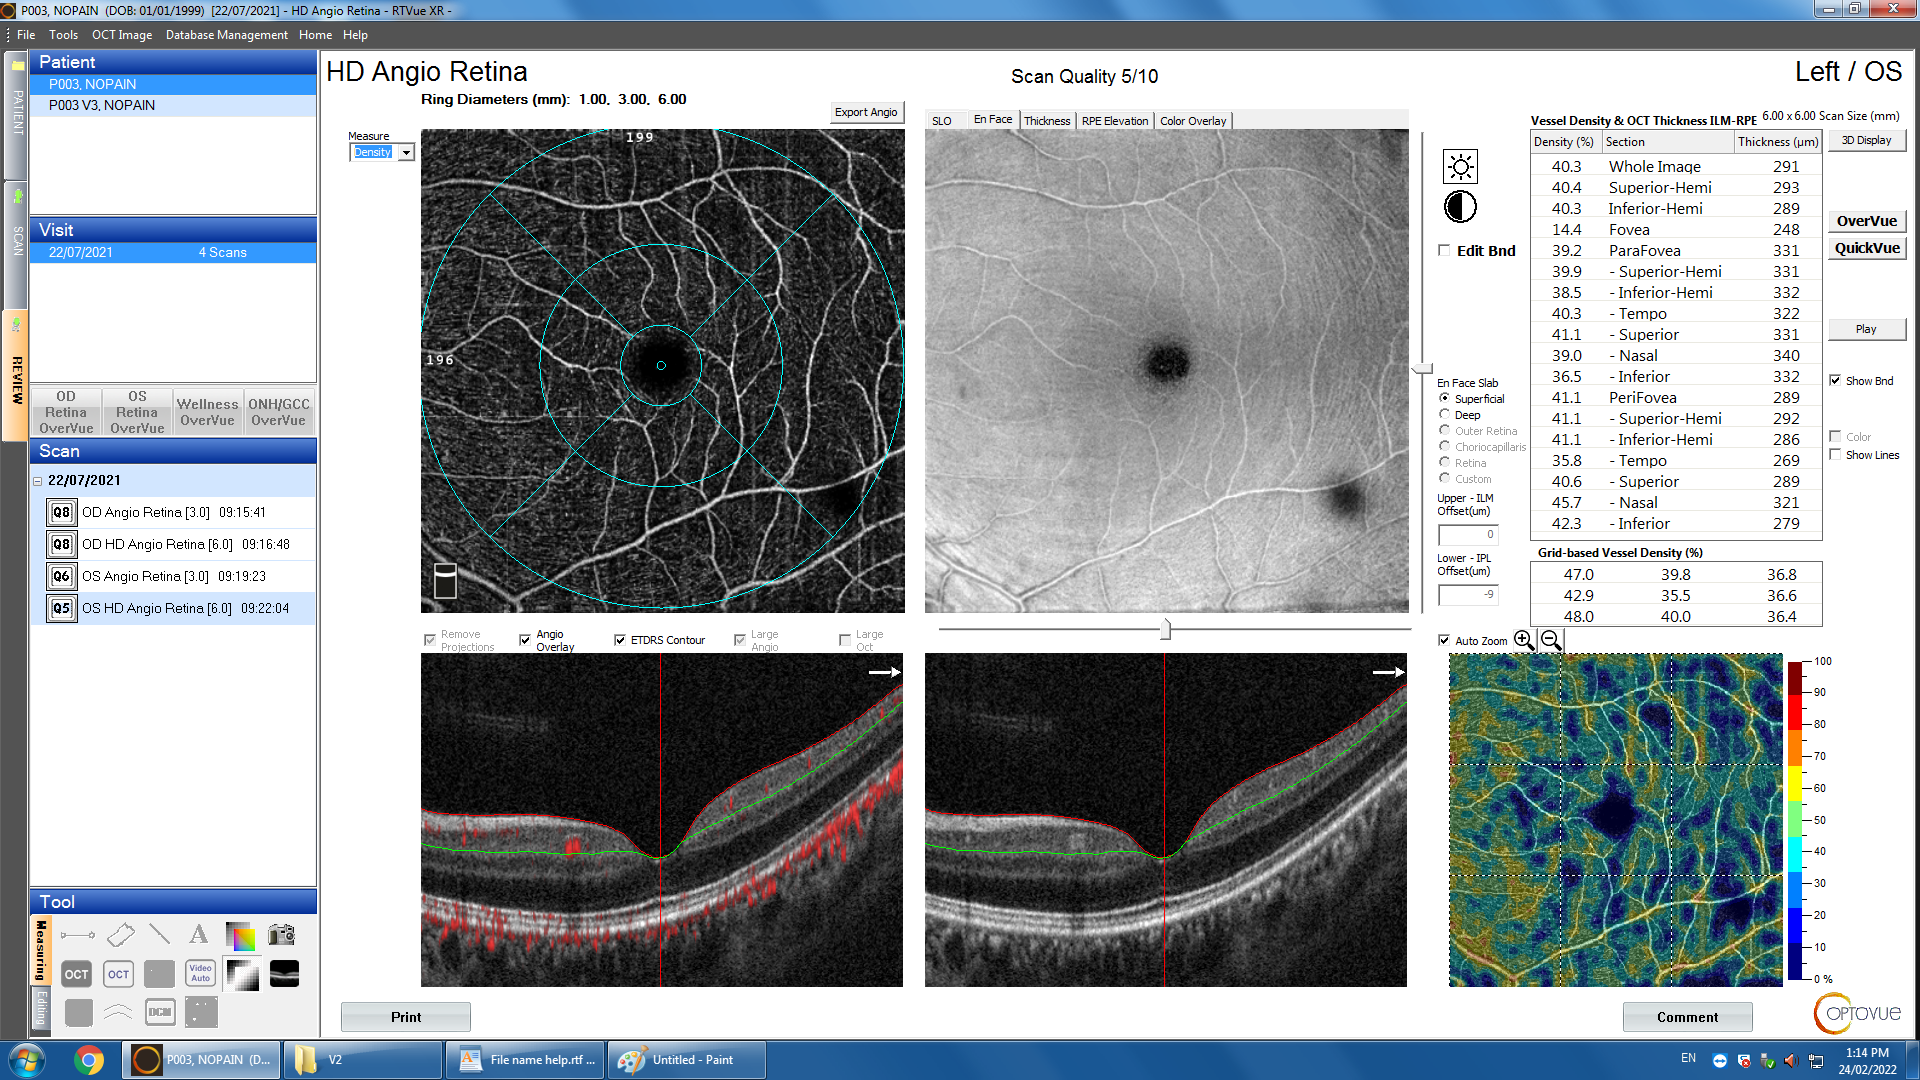 P003, NOPAIN (DOB: 01/01/1999) [22/07/2021] - HD Angio Retina - RTVue XR -
File Tools OCT Image Database Management Home Help
PATIENT
SCAN
REVIEW
Patient
P003, NOPAIN
P003 V3, NOPAIN
Visit
22/07/2021 4 Scans
OD Retina OverVue
OS Retina OverVue
Wellness OverVue
ONH/GCC OverVue
Scan
22/07/2021
Q8 OD Angio Retina [3.0] 09:15:41
Q8 OD HD Angio Retina [6.0] 09:16:48
Q6 OS Angio Retina [3.0] 09:19:23
Q5 OS HD Angio Retina [6.0] 09:22:04
Tool
Measuring
Editing
A
OCT OCT Video Auto
DCM
HD Angio Retina
Scan Quality 5/10
Left / OS
Ring Diameters (mm): 1.00, 3.00, 6.00
Export Angio
Measure
Density
199
196
SLO En Face Thickness RPE Elevation Color Overlay
Edit Bnd
En Face Slab
Superficial
Deep
Outer Retina
Choriocapillaris
Retina
Custom
Upper - ILM
Offset(um)
0
Lower - IPL
Offset(um)
-9
Vessel Density & OCT Thickness ILM-RPE 6.00 x 6.00 Scan Size (mm)
Density (%) Section Thickness (µm)
40.3 Whole Image 291
40.4 Superior-Hemi 293
40.3 Inferior-Hemi 289
14.4 Fovea 248
39.2 ParaFovea 331
39.9 - Superior-Hemi 331
38.5 - Inferior-Hemi 332
40.3 - Tempo 322
41.1 - Superior 331
39.0 - Nasal 340
36.5 - Inferior 332
41.1 PeriFovea 289
41.1 - Superior-Hemi 292
41.1 - Inferior-Hemi 286
35.8 - Tempo 269
40.6 - Superior 289
45.7 - Nasal 321
42.3 - Inferior 279
Grid-based Vessel Density (%)
47.0 39.8 36.8
42.9 35.5 36.6
48.0 40.0 36.4
3D Display
OverVue
QuickVue
Play
Show Bnd
Color
Show Lines
Remove Projections
Angio Overlay
ETDRS Contour
Large Angio
Large Oct
Auto Zoom
100
90
80
70
60
50
40
30
20
10
0 %
Print
Comment
OPTOVUE
P003, NOPAIN (D...
V2
File name help.rtf ...
Untitled - Paint
EN
1:14 PM
24/02/2022